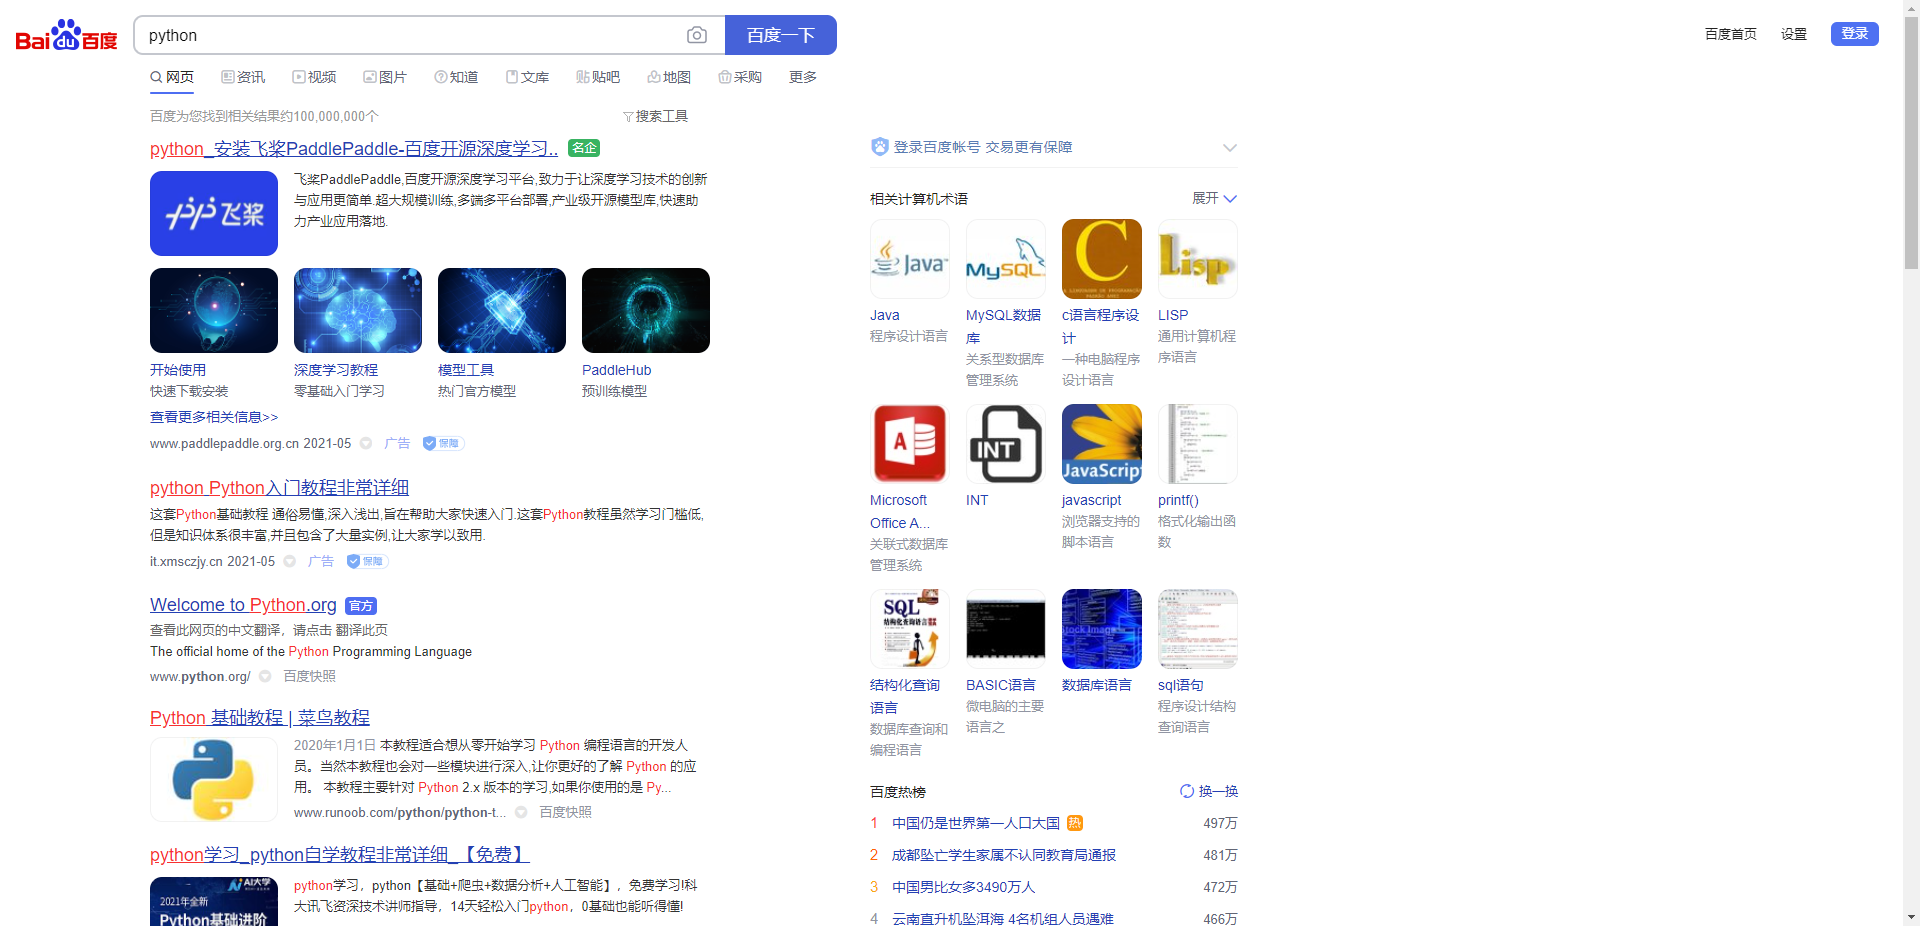 Bai du 百度
python
百度一下
百度首页 设置 登录
网页 资讯 视频 图片 知道 文库 贴吧 地图 采购 更多
百度为您找到相关结果约100,000,000个
搜索工具
python_安装飞桨PaddlePaddle-百度开源深度学习.. 名企
飞桨
飞桨PaddlePaddle,百度开源深度学习平台,致力于让深度学习技术的创新
与应用更简单.超大规模训练,多端多平台部署,产业级开源模型库,快速助
力产业应用落地.
开始使用
快速下载安装
深度学习教程
零基础入门学习
模型工具
热门官方模型
PaddleHub
预训练模型
查看更多相关信息>>
www.paddlepaddle.org.cn 2021-05 广告 保障
python Python入门教程非常详细
这套Python基础教程 通俗易懂,深入浅出,旨在帮助大家快速入门.这套Python教程虽然学习门槛低,
但是知识体系很丰富,并且包含了大量实例,让大家学以致用.
it.xmsczjy.cn 2021-05 广告 保障
Welcome to Python.org 官方
查看此网页的中文翻译，请点击 翻译此页
The official home of the Python Programming Language
www.python.org/ 百度快照
Python 基础教程 | 菜鸟教程
2020年1月1日 本教程适合想从零开始学习 Python 编程语言的开发人
员。当然本教程也会对一些模块进行深入,让你更好的了解 Python 的应
用。 本教程主要针对 Python 2.x 版本的学习,如果你使用的是 Py...
www.runoob.com/python/python-t... 百度快照
python学习_python自学教程非常详细_【免费】
AI大学
2021年全新
Python基础进阶
python学习，python【基础+爬虫+数据分析+人工智能】，免费学习!科
大讯飞资深技术讲师指导，14天轻松入门python，0基础也能听得懂!
登录百度帐号 交易更有保障
相关计算机术语
展开
Java
MySQL
C
Lisp
Java
程序设计语言
MySQL数据
库
关系型数据库
管理系统
c语言程序设
计
一种电脑程序
设计语言
LISP
通用计算机程
序语言
A
INT
JavaScript
Microsoft
Office A...
关联式数据库
管理系统
INT
javascript
浏览器支持的
脚本语言
printf()
格式化输出函
数
SQL
结构化查询语言
结构化查询
语言
数据库查询和
编程语言
BASIC语言
微电脑的主要
语言之
数据库语言
sql语句
程序设计结构
查询语言
百度热榜
换一换
1 中国仍是世界第一人口大国 热 497万
2 成都坠亡学生家属不认同教育局通报 481万
3 中国男比女多3490万人 472万
4 云南直升机坠洱海 4名机组人员遇难 466万